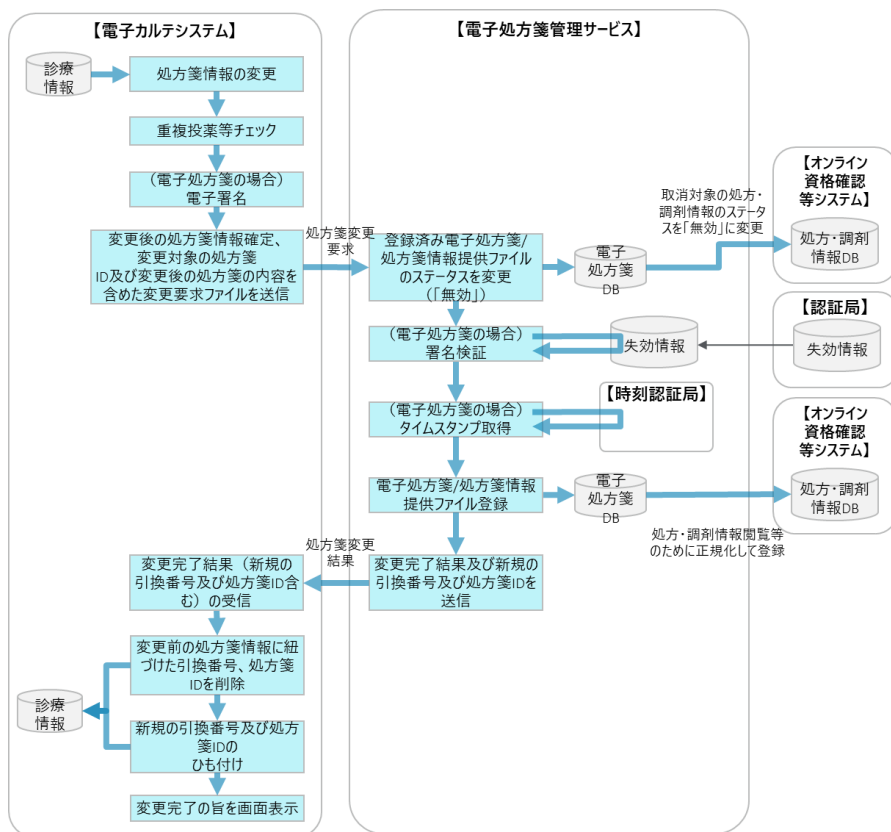 【電子カルテシステム】
診療
情報
処方箋情報の変更
重複投薬等チェック
（電子処方箋の場合）
電子署名
変更後の処方箋情報確定、
変更対象の処方箋
ID及び変更後の処方箋の内容を
含めた変更要求ファイルを送信
処方箋変更
要求
【電子処方箋管理サービス】
登録済み電子処方箋/
処方箋情報提供ファイル
のステータスを変更
（「無効」）
電子
処方箋
DB
取消対象の処方・
調剤情報のステータ
スを「無効」に変更
【オンライン
資格確認
等システム】
処方・調剤
情報DB
（電子処方箋の場合）
署名検証
失効情報
【認証局】
失効情報
（電子処方箋の場合）
タイムスタンプ取得
【時刻認証局】
電子処方箋/処方箋情報
提供ファイル登録
電子
処方箋
DB
【オンライン
資格確認
等システム】
処方・調剤
情報DB
処方・調剤情報閲覧等
のために正規化して登録
変更完了結果及び新規の
引換番号及び処方箋IDを
送信
処方箋変更
結果
変更完了結果（新規の
引換番号及び処方箋ID含
む）の受信
変更前の処方箋情報に紐
づけた引換番号、処方箋
IDを削除
診療
情報
新規の引換番号及び処方
箋IDの
ひも付け
変更完了の旨を画面表示